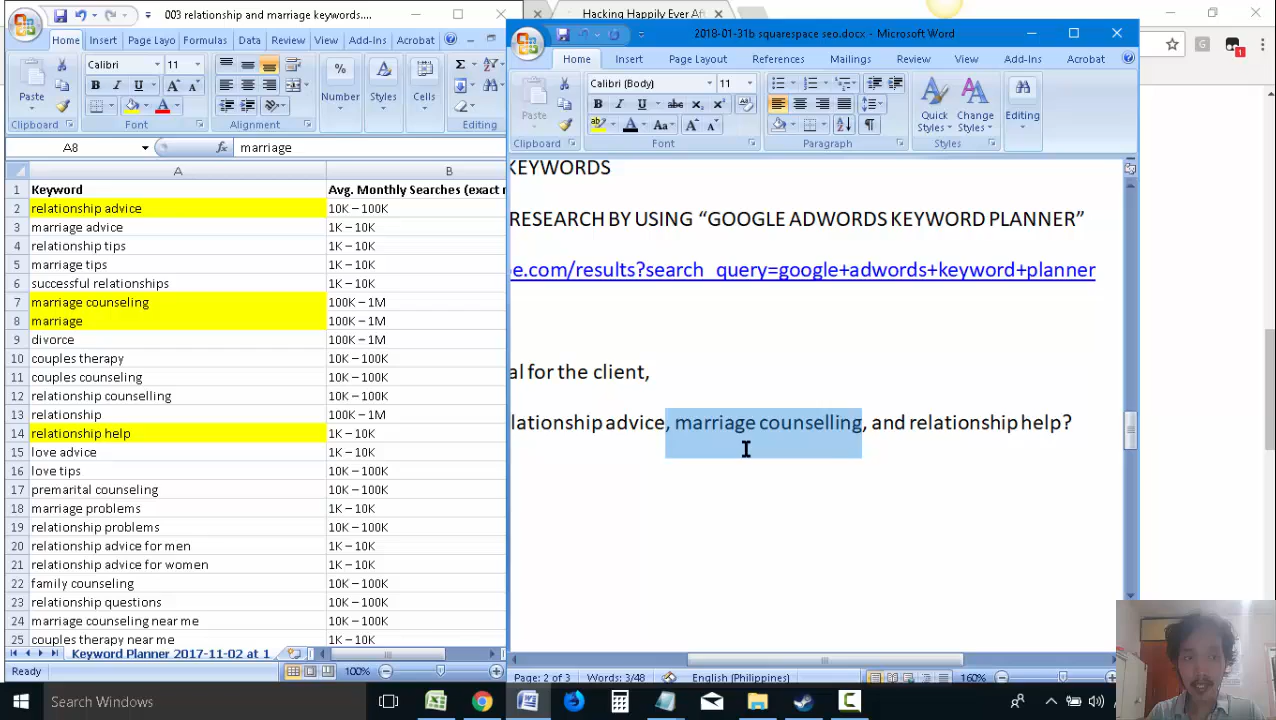 003 relationship and marriage keywords....
Home Insert Page Layo Formulas Data Review View Add-Ins Acrobat
Paste
Calibri 11
Number
Styles
Cells
Clipboard Font Alignment Editing
A8 marriage
A B
1 Keyword Avg. Monthly Searches (exact
2 relationship advice 10K – 100K
3 marriage advice 1K – 10K
4 relationship tips 1K – 10K
5 marriage tips 1K – 10K
6 successful relationships 1K – 10K
7 marriage counseling 100K – 1M
8 marriage 100K – 1M
9 divorce 100K – 1M
10 couples therapy 10K – 100K
11 couples counseling 10K – 100K
12 relationship counselling 10K – 100K
13 relationship 100K – 1M
14 relationship help 1K – 10K
15 love advice 1K – 10K
16 love tips 10K – 100K
17 premarital counseling 10K – 100K
18 marriage problems 1K – 10K
19 relationship problems 10K – 100K
20 relationship advice for men 1K – 10K
21 relationship advice for women 1K – 10K
22 family counseling 10K – 100K
23 relationship questions 10K – 100K
24 marriage counseling near me 10K – 100K
25 couples therapy near me 1K – 10K
Keyword Planner 2017-11-02 at 1
Ready 100%
Hacking Happily Ever Aft
2018-01-31b squarespace seo.docx - Microsoft Word
Home Insert Page Layout References Mailings Review View Add-Ins Acrobat
Paste
Calibri (Body) 11
Quick Styles
Change Styles
Editing
Clipboard Font Paragraph Styles
KEYWORDS
RESEARCH BY USING “GOOGLE ADWORDS KEYWORD PLANNER”
e.com/results?search_query=google+adwords+keyword+planner
al for the client,
lationship advice, marriage counselling, and relationship help?
Page: 2 of 3 Words: 3/48 English (Philippines) 160%
Search Windows